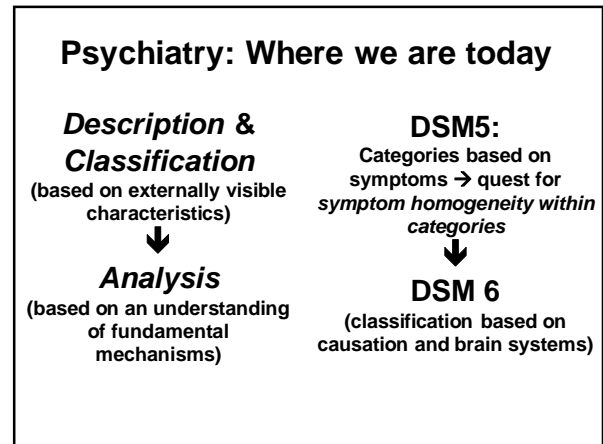 Psychiatry: Where we are today
Description &
Classification
(based on externally visible
characteristics)
🡻
Analysis
(based on an understanding
of fundamental
mechanisms)
DSM5:
Categories based on
symptoms → quest for
symptom homogeneity within
categories
🡻
DSM 6
(classification based on
causation and brain systems)